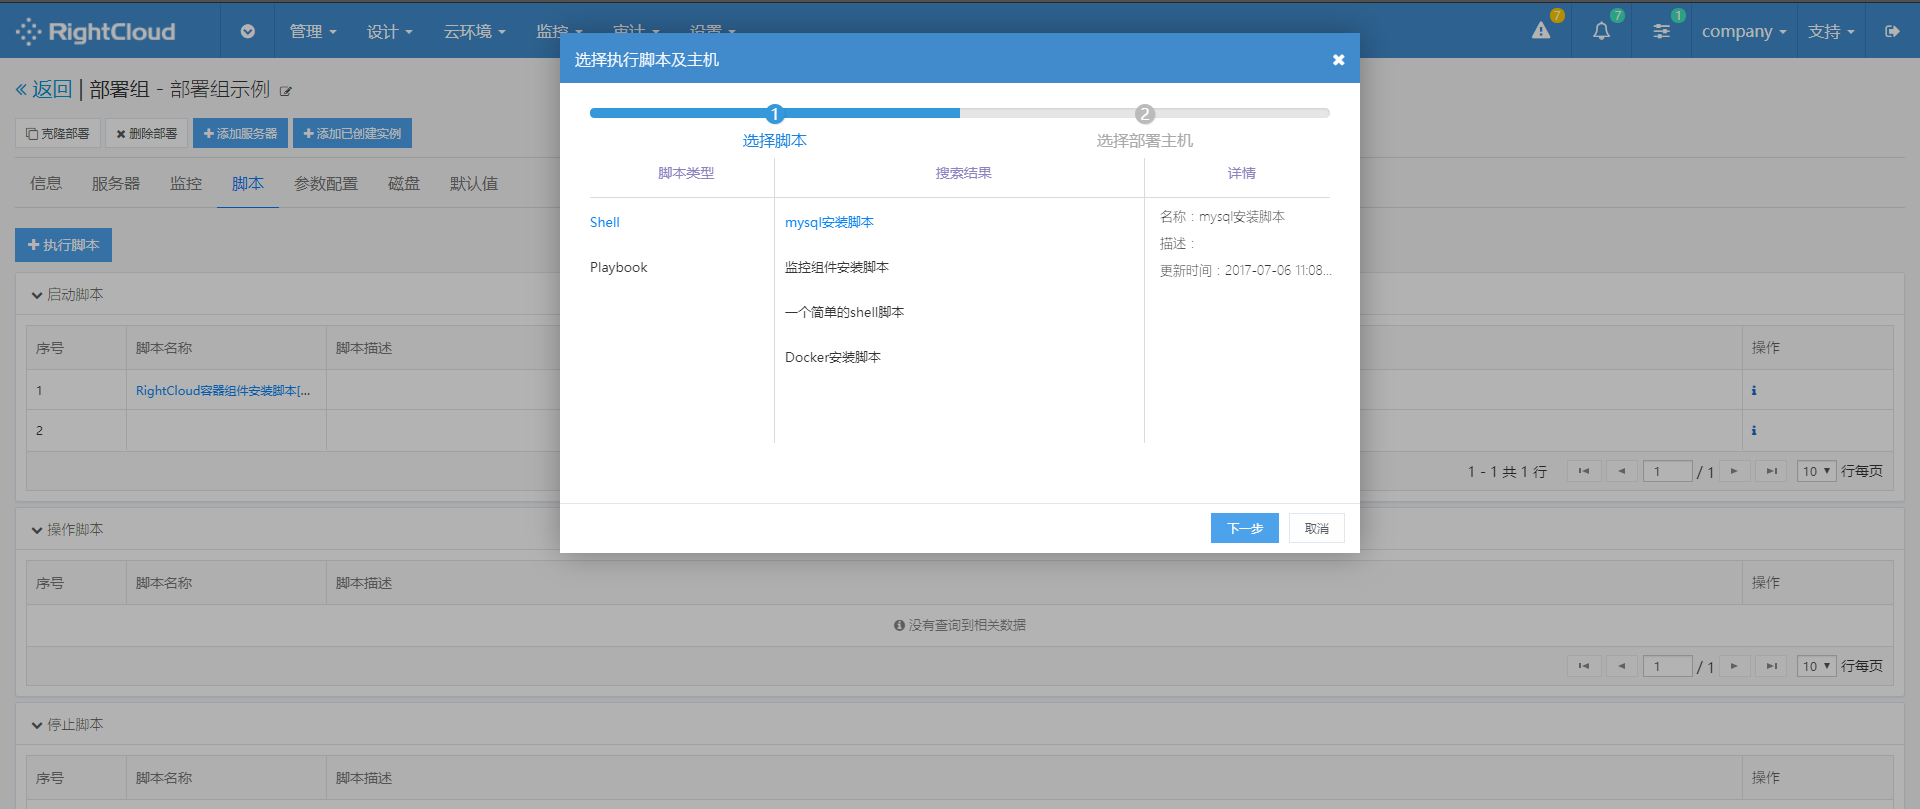 RightCloud 管理 设计 云环境 监控 审计 设置 7 7 1 company 支持
选择执行脚本及主机
« 返回 | 部署组 - 部署组示例
克隆部署 删除部署 添加服务器 添加已创建实例
1 2
选择脚本 选择部署主机
脚本类型 搜索结果 详情
信息 服务器 监控 脚本 参数配置 磁盘 默认值
Shell mysql安装脚本 名称：mysql安装脚本
描述：
执行脚本
Playbook 监控组件安装脚本 更新时间：2017-07-06 11:08...
启动脚本
一个简单的shell脚本
序号 脚本名称 脚本描述 操作
Docker安装脚本
1 RightCloud容器组件安装脚本[...
2
1 - 1 共 1 行 1 / 1 10 行每页
下一步 取消
操作脚本
序号 脚本名称 脚本描述 操作
没有查询到相关数据
1 / 1 10 行每页
停止脚本
序号 脚本名称 脚本描述 操作